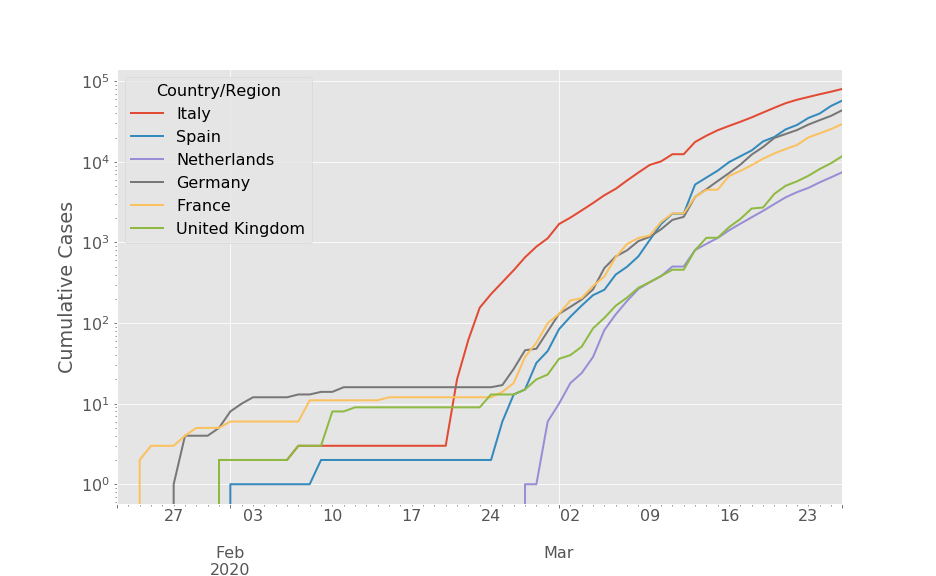 10^5
10^4
10^3
10^2
10^1
10^0
Cumulative Cases
Country/Region
Italy
Spain
Netherlands
Germany
France
United Kingdom
27 03 10 17 24 02 09 16 23
Feb Mar
2020